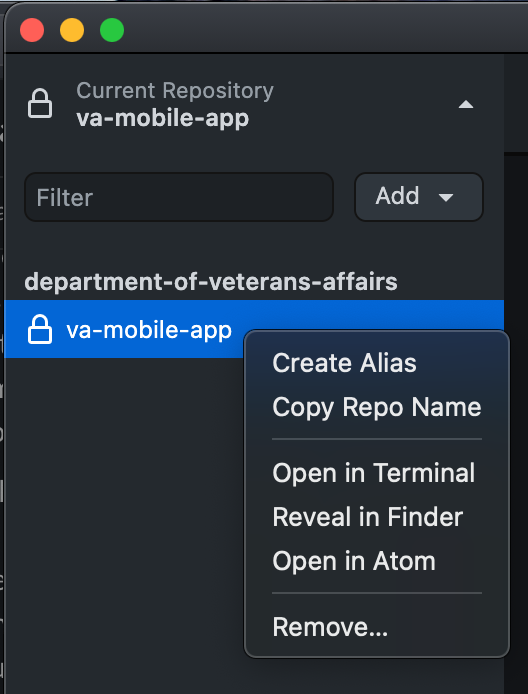 Current Repository
va-mobile-app
Filter
Add
department-of-veterans-affairs
va-mobile-app
Create Alias
Copy Repo Name
Open in Terminal
Reveal in Finder
Open in Atom
Remove...